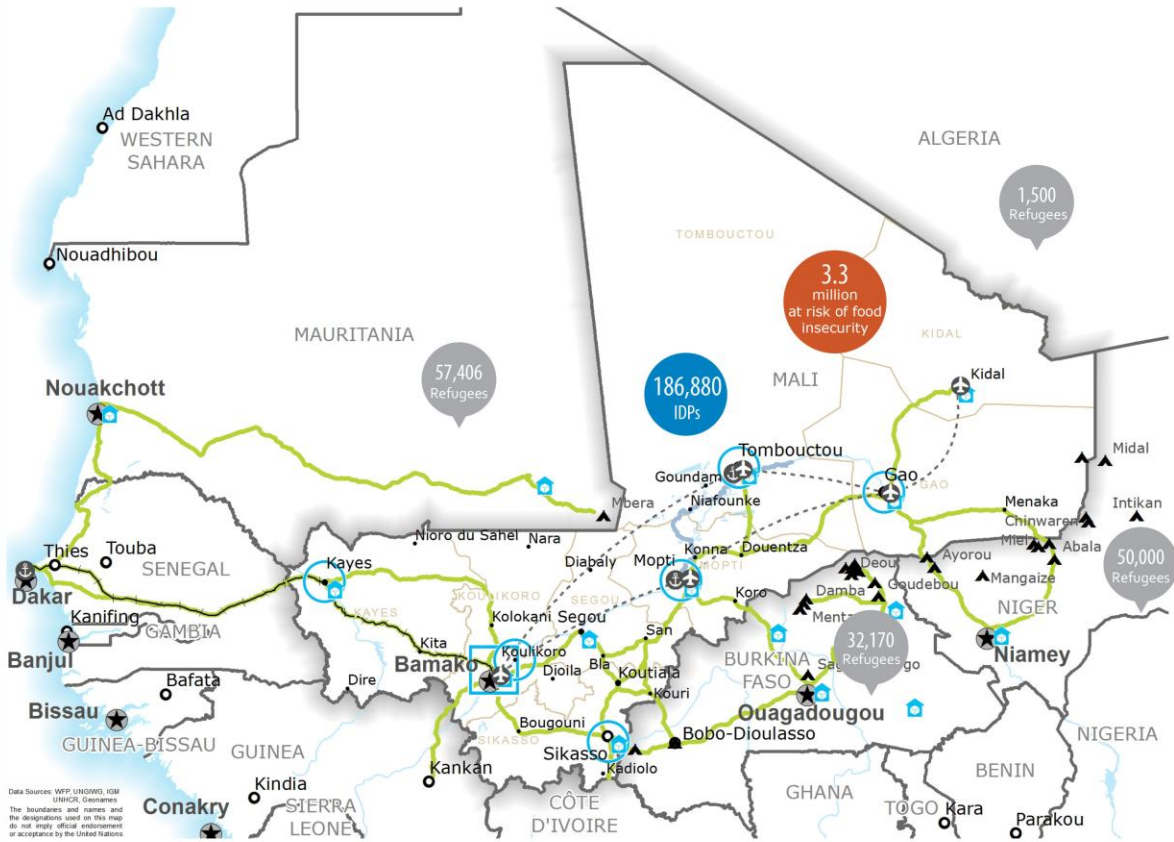 Ad Dakhla
WESTERN
SAHARA
ALGERIA
1,500
Refugees
TOMBOUCTOU
Nouadhibou
3.3
million
at risk of food
insecurity
KIDAL
MAURITANIA
57,406
Refugees
186,880
IDPs
MALI
Kidal
Nouakchott
Tombouctou
Goundam
Niafounke
Gao
GAO
Midal
Mbera
Menaka
Intikan
Chinwaren
Nioro du Sahel
Nara
Konna
Douentza
Abala
Thies
Touba
SENEGAL
Kayes
Diabaly
Mopti
MOPTI
Deou
Ayorou
50,000
Refugees
Dakar
KAYES
KOULIKORO
SEGOU
Damba
Goudebou
Mangaize
Kanifing
GAMBIA
Kolokani
Segou
Koro
NIGER
Banjul
Kita
Koulikoro
San
32,170
Refugees
Niamey
Bamako
Bla
BURKINA
FASO
Bafata
Dire
Dioila
Koutiala
Kouri
Bissau
Bougouni
Ouagadougou
GUINEA-BISSAU
GUINEA
SIKASSO
Sikasso
Bobo-Dioulasso
NIGERIA
Kindia
Kankan
Kadiolo
BENIN
Data Sources: WFP, UNGIWG, IGM
UNHCR, Geonames
The boundaries and names and
the designations used on this map
do not imply official endorsement
or acceptance by the United Nations
Conakry
SIERRA
LEONE
CÔTE
D'IVOIRE
GHANA
TOGO
Kara
Parakou